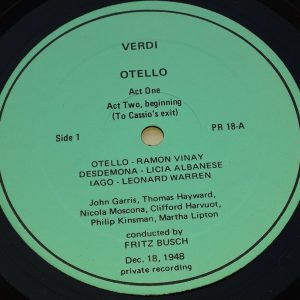 VERDI
OTELLO
Act One
Act Two, beginning
(To Cassio's exit)
Side 1
PR 18-A
OTELLO - RAMON VINAY
DESDEMONA - LICIA ALBANESE
IAGO - LEONARD WARREN
John Garris, Thomas Hayward,
Nicola Moscona, Clifford Harvuot,
Philip Kinsman, Martha Lipton
conducted by
FRITZ BUSCH
Dec. 18, 1948
private recording